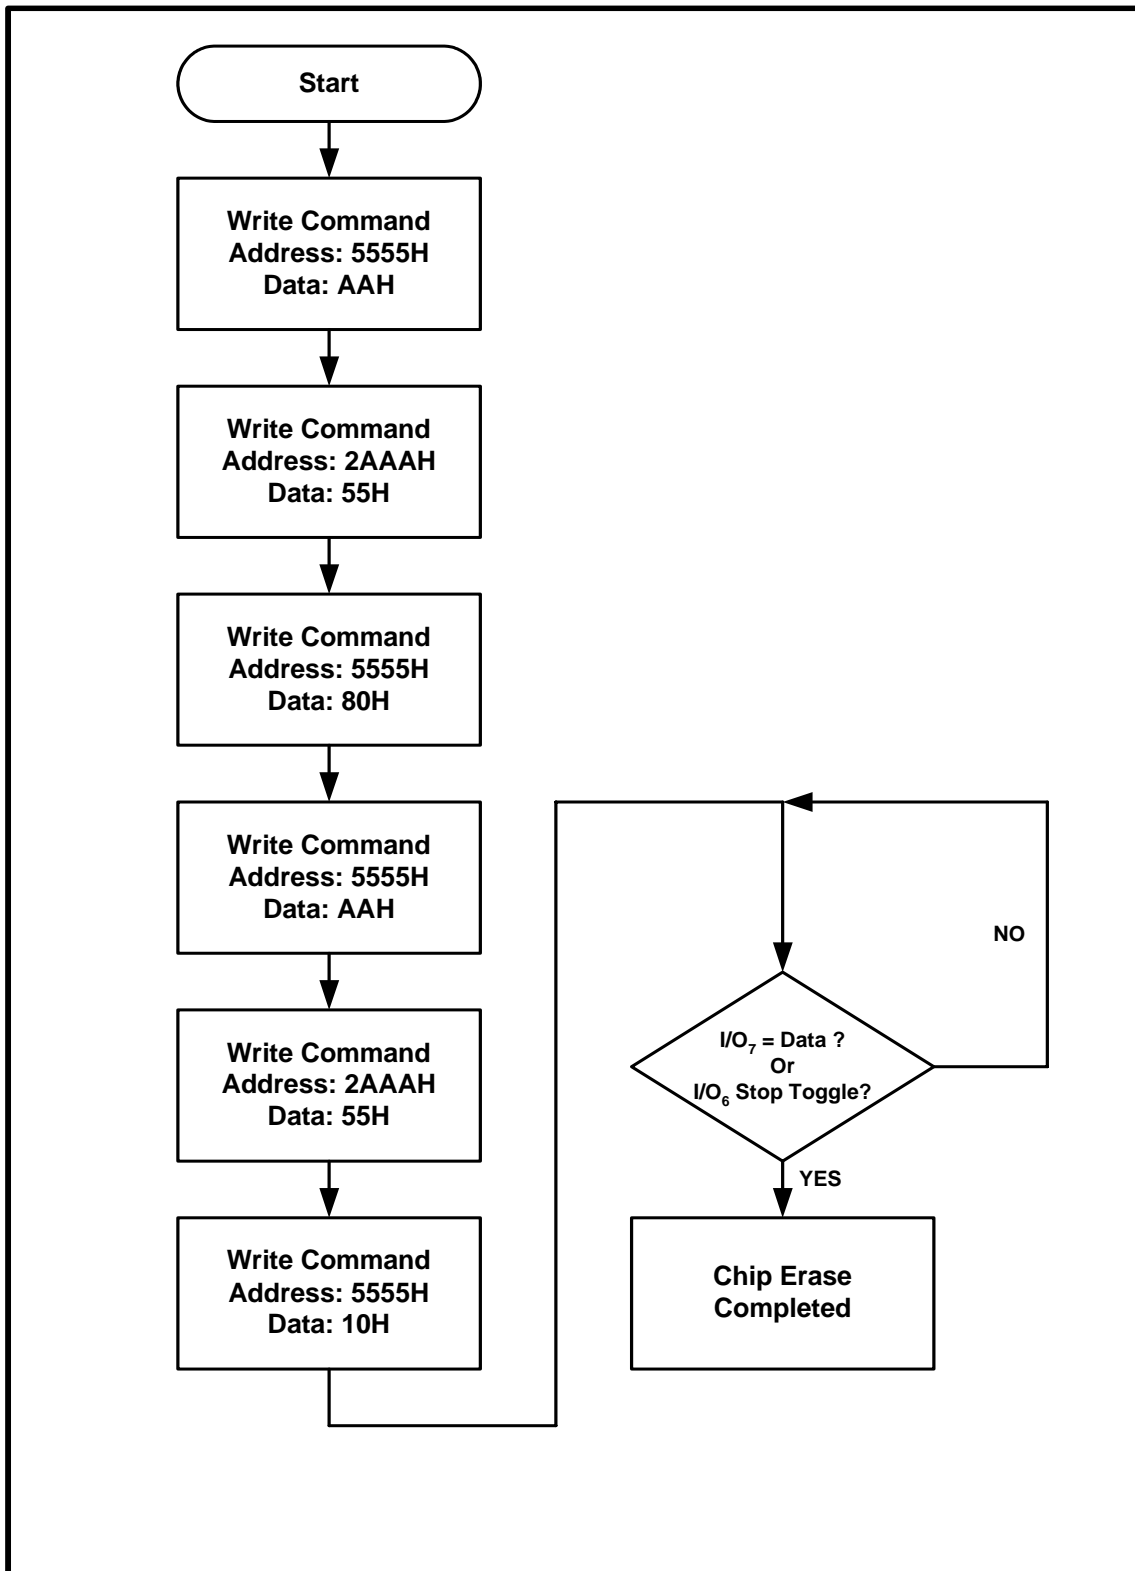 Start
Write Command
Address: 5555H
Data: AAH
Write Command
Address: 2AAAH
Data: 55H
Write Command
Address: 5555H
Data: 80H
Write Command
Address: 5555H
Data: AAH
Write Command
Address: 2AAAH
Data: 55H
Write Command
Address: 5555H
Data: 10H
NO
I/O7 = Data ?
Or
I/O6 Stop Toggle?
YES
Chip Erase
Completed